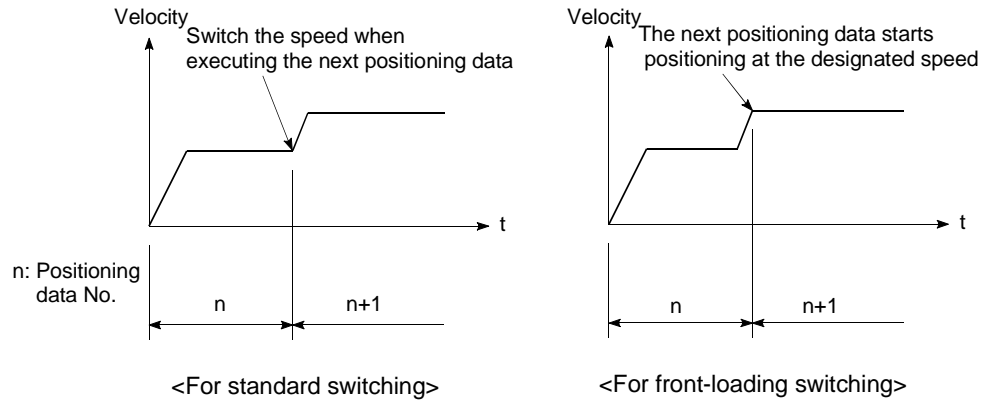 Velocity
Switch the speed when
executing the next positioning data
t
n: Positioning
data No.
n
n+1
<For standard switching>
Velocity
The next positioning data starts
positioning at the designated speed
t
n
n+1
<For front-loading switching>